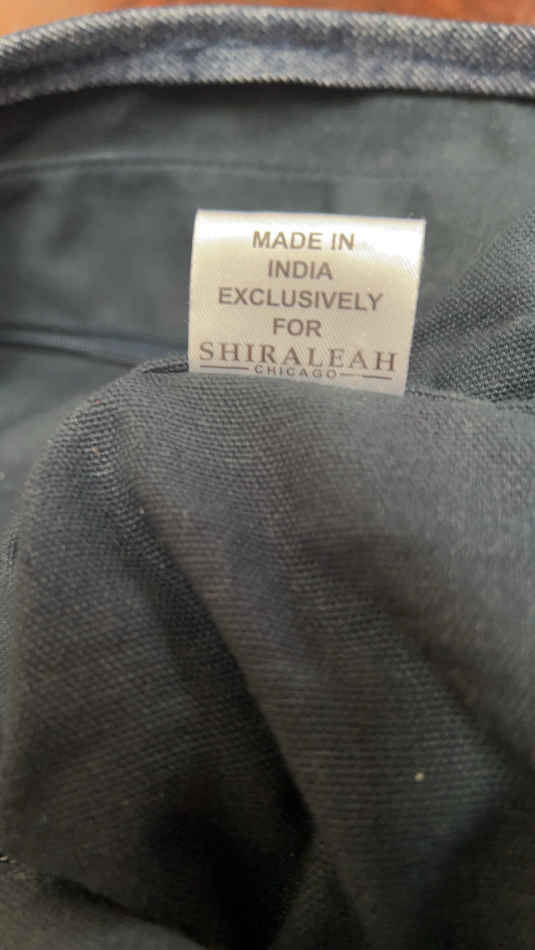 MADE IN
INDIA
EXCLUSIVELY
FOR
SHIRALEAH
CHICAGO